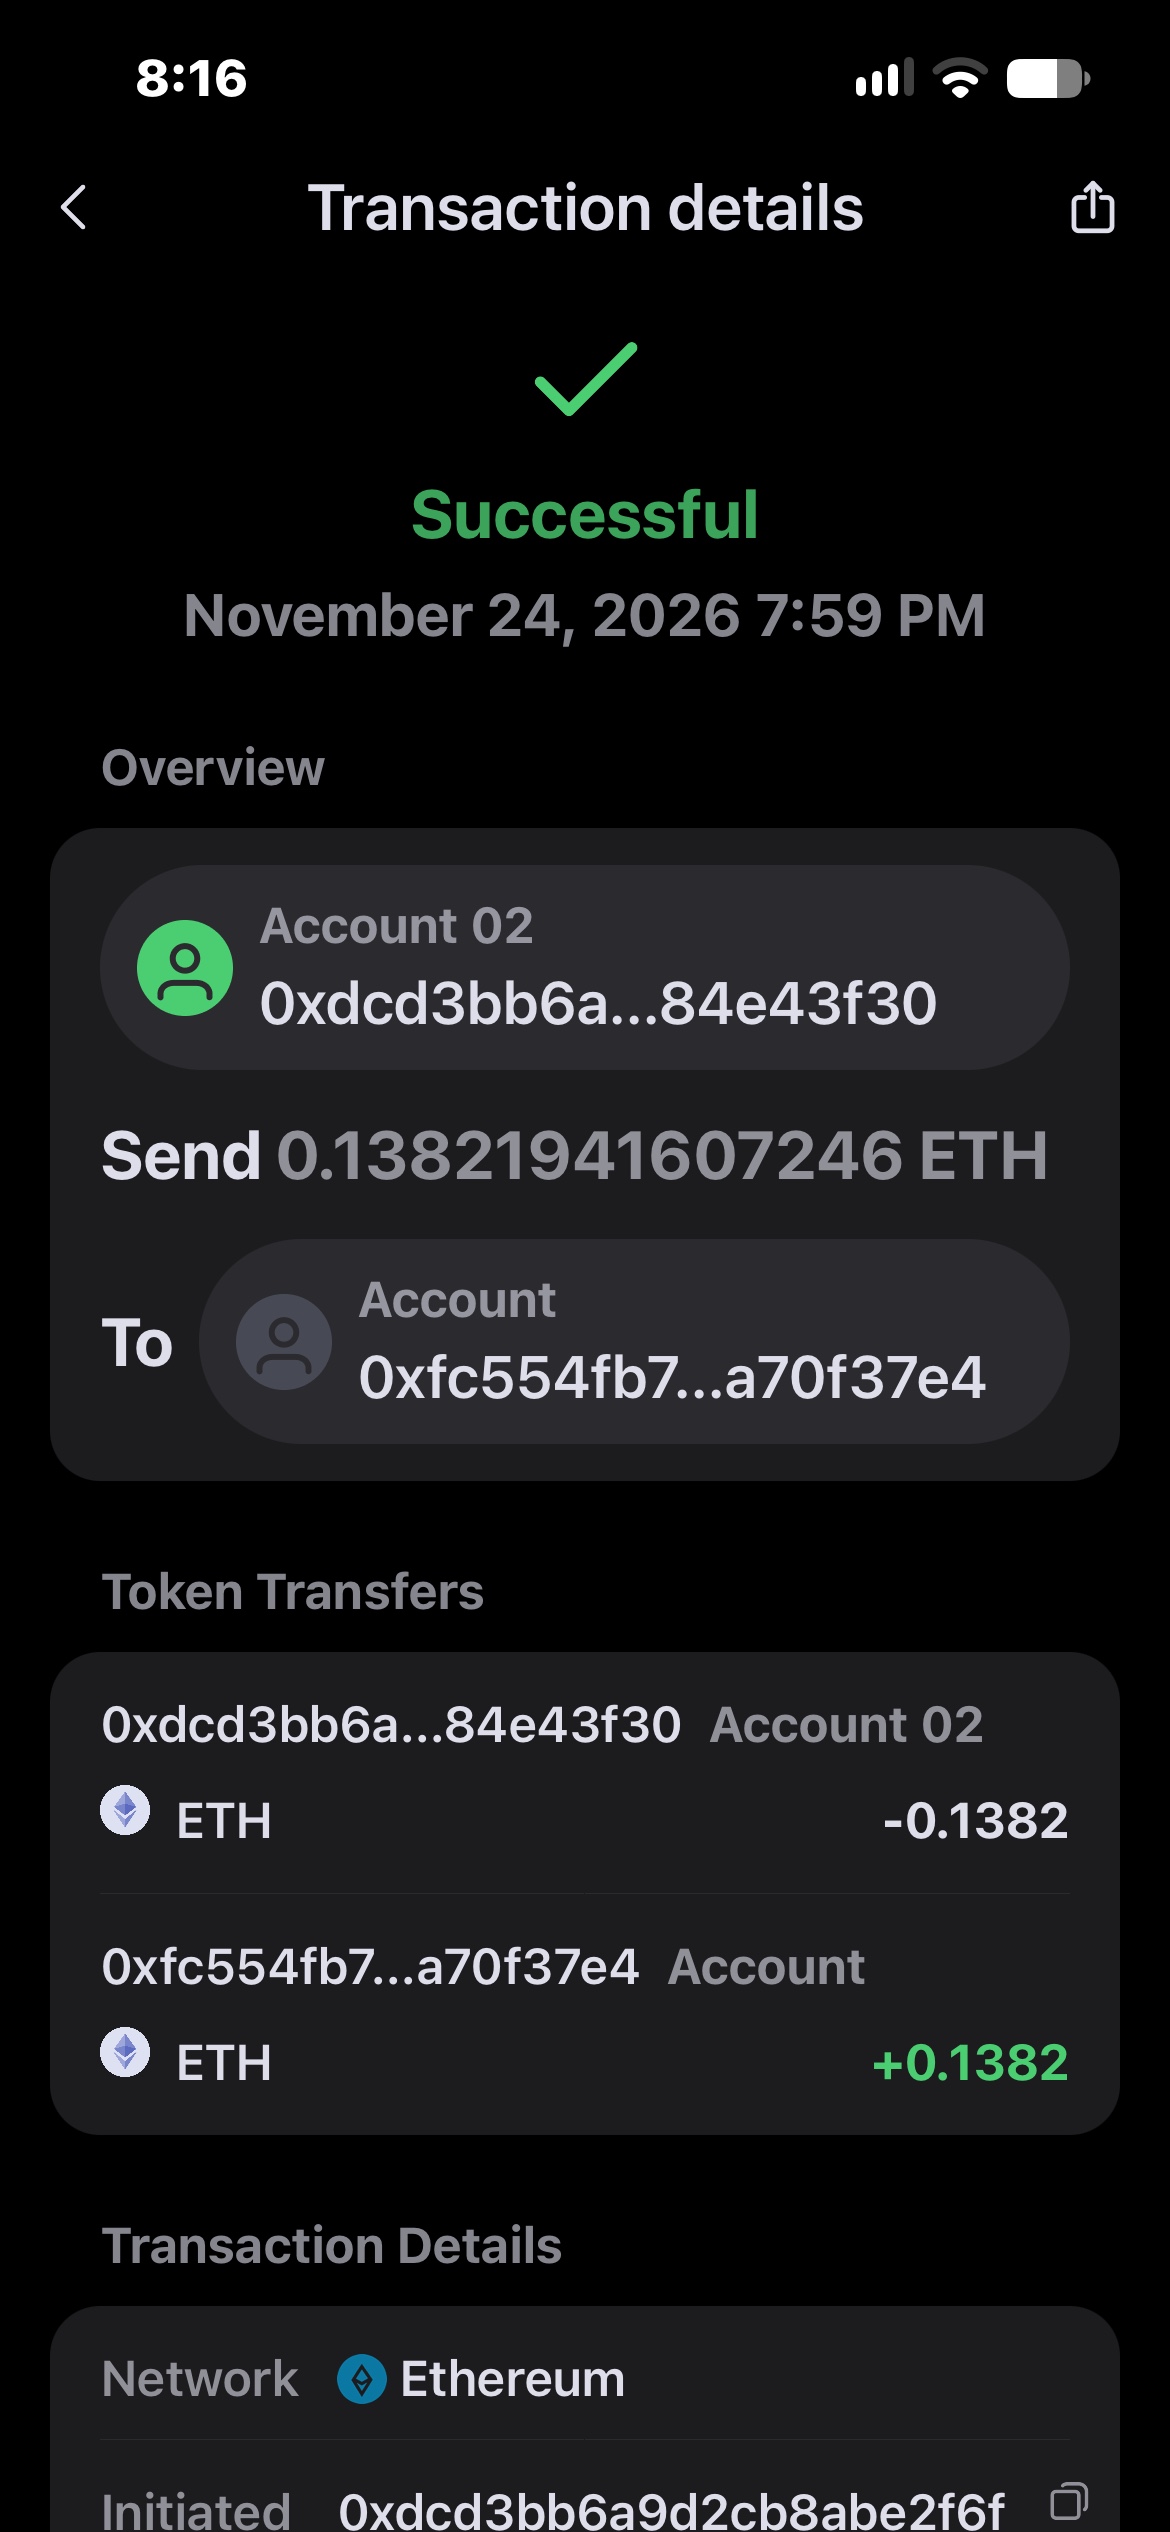 8:16
Transaction details
Successful
November 24, 2026 7:59 PM
Overview
Account 02
0xdcd3bb6a...84e43f30
Send 0.13821941607246 ETH
Account
To
0xfc554fb7...a70f37e4
Token Transfers
0xdcd3bb6a...84e43f30 Account 02
ETH -0.1382
0xfc554fb7...a70f37e4 Account
ETH +0.1382
Transaction Details
Network Ethereum
Initiated 0xdcd3bb6a9d2cb8abe2f6f